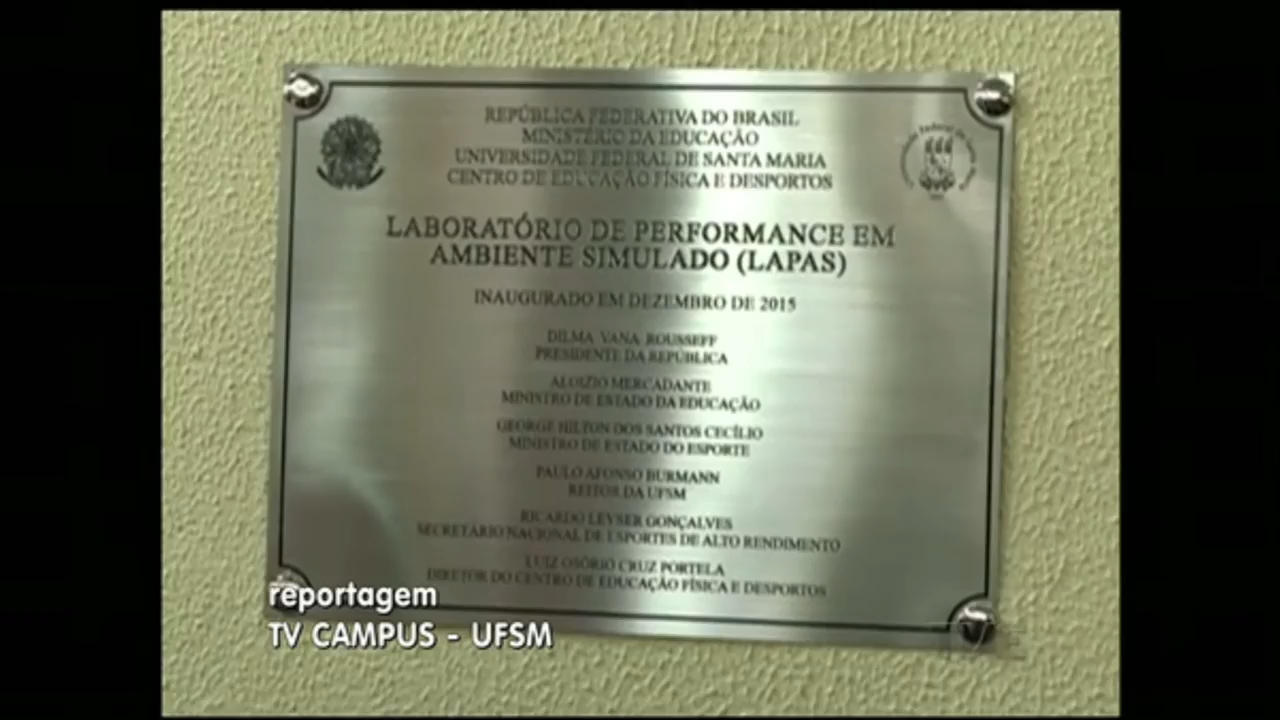 REPÚBLICA FEDERATIVA DO BRASIL
MINISTÉRIO DA EDUCAÇÃO
UNIVERSIDADE FEDERAL DE SANTA MARIA
CENTRO DE EDUCAÇÃO FÍSICA E DESPORTOS
LABORATÓRIO DE PERFORMANCE EM
AMBIENTE SIMULADO (LAPAS)
INAUGURADO EM DEZEMBRO DE 2015
DILMA VANA ROUSSEFF
PRESIDENTE DA REPÚBLICA
ALOIZIO MERCADANTE
MINISTRO DE ESTADO DA EDUCAÇÃO
GEORGE HILTON DOS SANTOS CECÍLIO
MINISTRO DE ESTADO DO ESPORTE
PAULO AFONSO BURMANN
REITOR DA UFSM
RICARDO LEYSER GONÇALVES
SECRETÁRIO NACIONAL DE ESPORTES DE ALTO RENDIMENTO
LUIZ OSÓRIO CRUZ PORTELA
DIRETOR DO CENTRO DE EDUCAÇÃO FÍSICA E DESPORTOS
reportagem
TV CAMPUS - UFSM